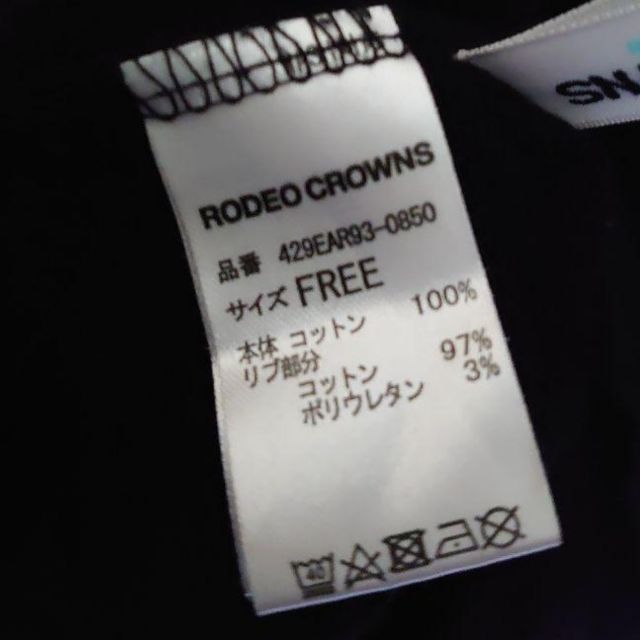 RODEO CROWNS
品番 429EAR93-0850
サイズ FREE
本体 コットン 100%
リブ部分
コットン 97%
ポリウレタン 3%
40